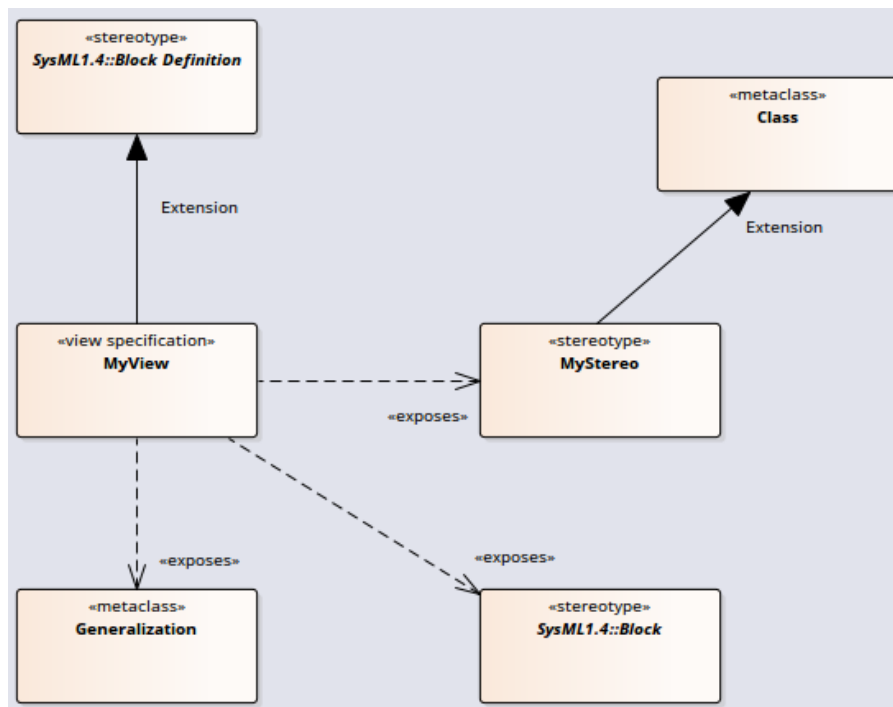 «stereotype»
SysML1.4::Block Definition
«metaclass»
Class
Extension
Extension
«view specification»
MyView
«stereotype»
MyStereo
«exposes»
«exposes»
«exposes»
«metaclass»
Generalization
«stereotype»
SysML1.4::Block